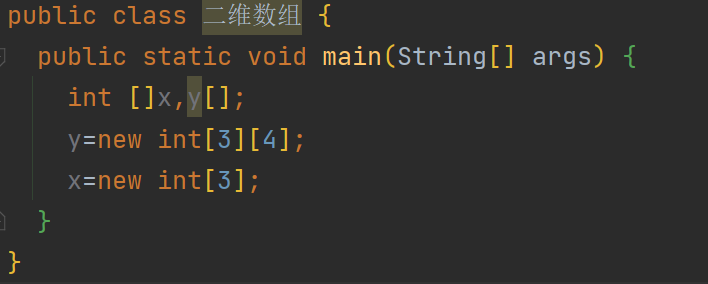 public class 二维数组 {
public static void main(String[] args) {
int []x,y[];
y=new int[3][4];
x=new int[3];
}
}